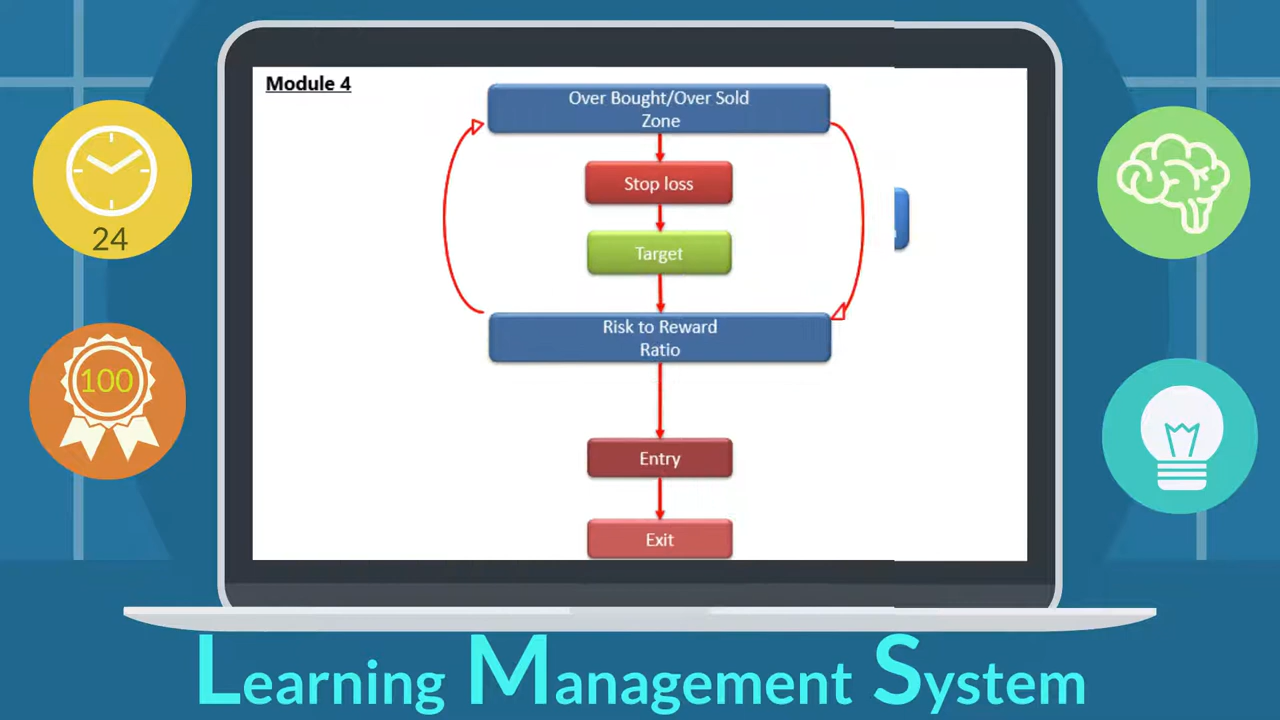 Module 4
Over Bought/Over Sold
Zone
Stop loss
Target
Risk to Reward
Ratio
Entry
Exit
24
100
Learning Management System